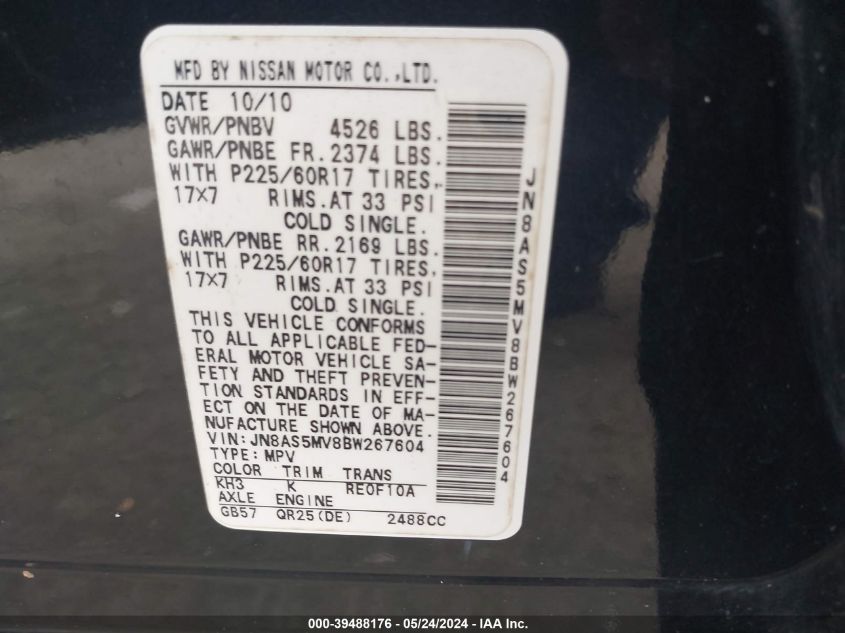 MFD BY NISSAN MOTOR CO.,LTD.
DATE 10/10
GVWR/PNBV 4526 LBS.
GAWR/PNBE FR. 2374 LBS.
WITH P225/60R17 TIRES,
17X7 RIMS.AT 33 PSI
COLD SINGLE.
GAWR/PNBE RR. 2169 LBS.
WITH P225/60R17 TIRES,
17X7 RIMS.AT 33 PSI
COLD SINGLE.
THIS VEHICLE CONFORMS
TO ALL APPLICABLE FED-
ERAL MOTOR VEHICLE SA-
FETY AND THEFT PREVEN-
TION STANDARDS IN EFF-
ECT ON THE DATE OF MA-
NUFACTURE SHOWN ABOVE.
VIN: JN8AS5MV8BW267604
TYPE: MPV
COLOR TRIM TRANS
KH3 K RE0F10A
AXLE ENGINE
GB57 QR25(DE) 2488CC
JN8AS5MV8BW267604
000-39488176 - 05/24/2024 - IAA Inc.